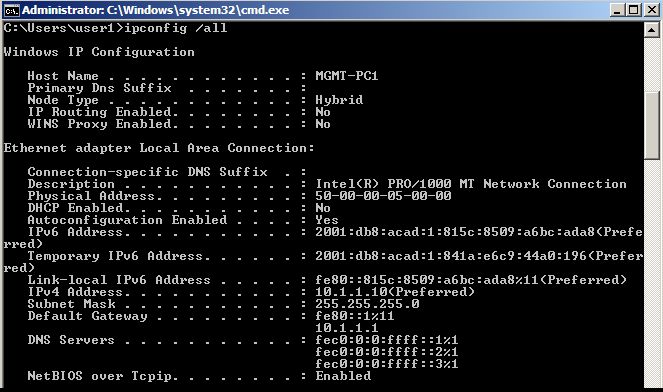 Administrator: C:\Windows\system32\cmd.exe
C:\Users\user1>ipconfig /all
Windows IP Configuration
Host Name . . . . . . . . . . . . : MGMT-PC1
Primary Dns Suffix  . . . . . . . :
Node Type . . . . . . . . . . . . : Hybrid
IP Routing Enabled. . . . . . . . : No
WINS Proxy Enabled. . . . . . . . : No
Ethernet adapter Local Area Connection:
Connection-specific DNS Suffix  . :
Description . . . . . . . . . . . : Intel(R) PRO/1000 MT Network Connection
Physical Address. . . . . . . . . : 50-00-00-05-00-00
DHCP Enabled. . . . . . . . . . . : No
Autoconfiguration Enabled . . . . : Yes
IPv6 Address. . . . . . . . . . . : 2001:db8:acad:1:815c:8509:a6bc:ada8(Prefe
rred)
Temporary IPv6 Address. . . . . . : 2001:db8:acad:1:841a:e6c9:44a0:196(Prefer
red)
Link-local IPv6 Address . . . . . : fe80::815c:8509:a6bc:ada8%11(Preferred)
IPv4 Address. . . . . . . . . . . : 10.1.1.10(Preferred)
Subnet Mask . . . . . . . . . . . : 255.255.255.0
Default Gateway . . . . . . . . . : fe80::1%11
10.1.1.1
DNS Servers . . . . . . . . . . . : fec0:0:0:ffff::1%1
fec0:0:0:ffff::2%1
fec0:0:0:ffff::3%1
NetBIOS over Tcpip. . . . . . . . : Enabled